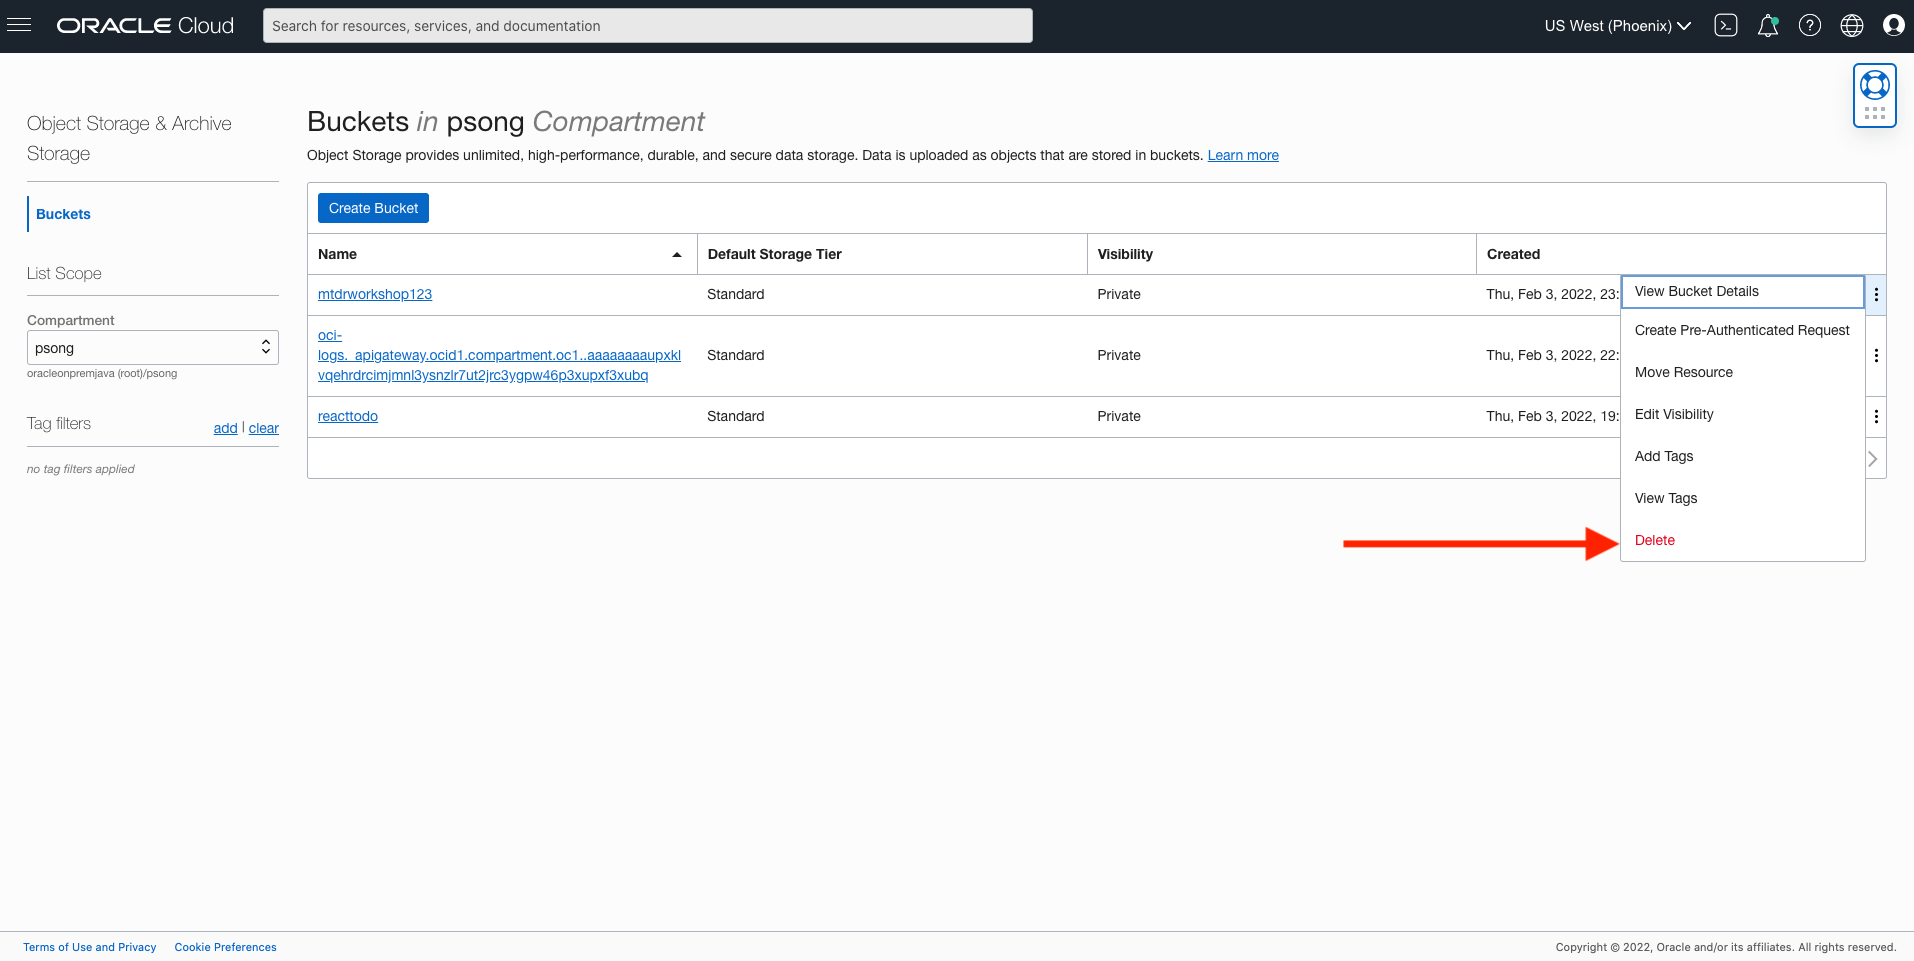 ORACLE Cloud
Search for resources, services, and documentation
US West (Phoenix)
Object Storage & Archive
Storage
Buckets
List Scope
Compartment
psong
oracleonpremjava (root)/psong
Tag filters
add | clear
no tag filters applied
Buckets in psong Compartment
Object Storage provides unlimited, high-performance, durable, and secure data storage. Data is uploaded as objects that are stored in buckets. Learn more
Create Bucket
Name Default Storage Tier Visibility Created
mtdrworkshop123 Standard Private Thu, Feb 3, 2022, 23:
oci-
logs._apigateway.ocid1.compartment.oc1..aaaaaaaaupxkl
vqehrdrcimjmnl3ysnzlr7ut2jrc3ygpw46p3xupxf3xubq
Standard Private Thu, Feb 3, 2022, 22:
reacttodo Standard Private Thu, Feb 3, 2022, 19:
View Bucket Details
Create Pre-Authenticated Request
Move Resource
Edit Visibility
Add Tags
View Tags
Delete
Terms of Use and Privacy Cookie Preferences
Copyright © 2022, Oracle and/or its affiliates. All rights reserved.